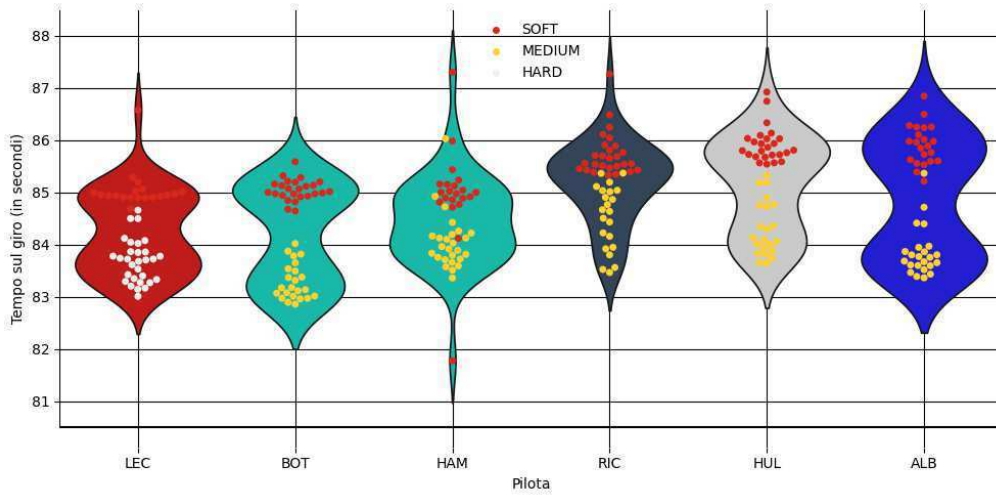 SOFT
MEDIUM
HARD
88
87
86
85
84
83
82
81
Tempo sul giro (in secondi)
LEC BOT HAM RIC HUL ALB
Pilota